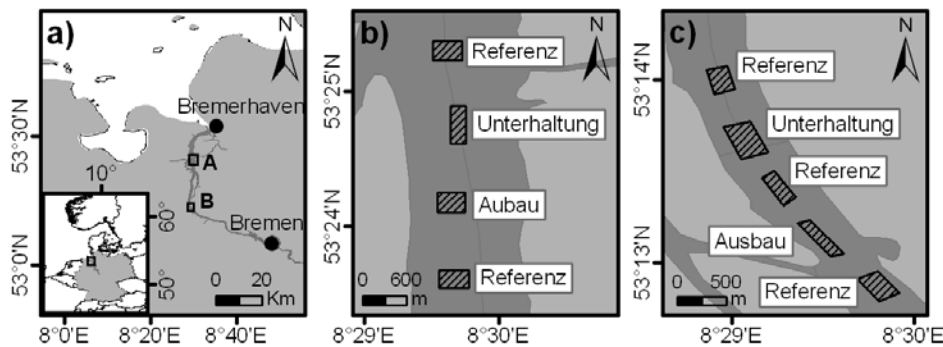 a)
N
Bremerhaven
A
B
Bremen
10°
60°
50°
0 20
Km
53°30'N
53°0'N
8°0'E
8°20'E
8°40'E
b)
N
Referenz
Unterhaltung
Aubau
Referenz
0 600
m
53°25'N
53°24'N
8°29'E
8°30'E
c)
N
Referenz
Unterhaltung
Referenz
Ausbau
Referenz
0 500
m
53°14'N
53°13'N
8°29'E
8°30'E